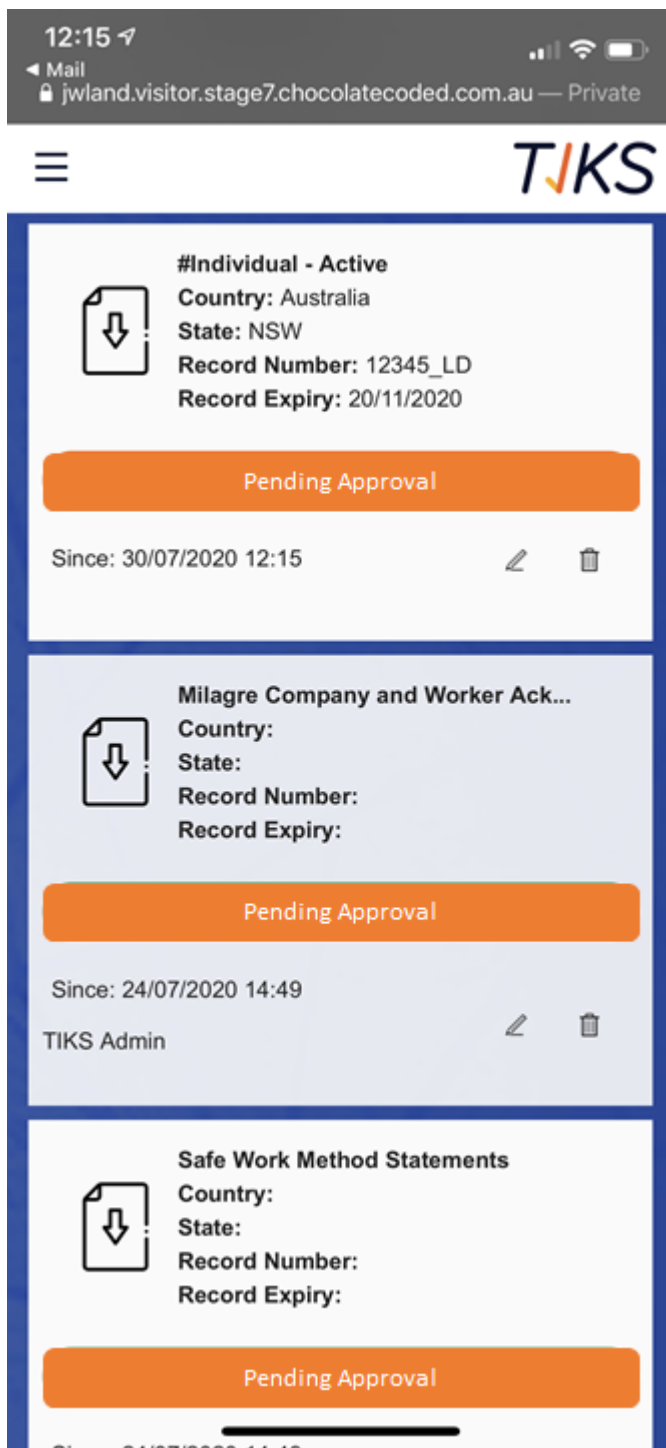 12:15
Mail
jwland.visitor.stage7.chocolatecoded.com.au — Private
TIKS
#Individual - Active
Country: Australia
State: NSW
Record Number: 12345_LD
Record Expiry: 20/11/2020
Pending Approval
Since: 30/07/2020 12:15
Milagre Company and Worker Ack...
Country:
State:
Record Number:
Record Expiry:
Pending Approval
Since: 24/07/2020 14:49
TIKS Admin
Safe Work Method Statements
Country:
State:
Record Number:
Record Expiry:
Pending Approval